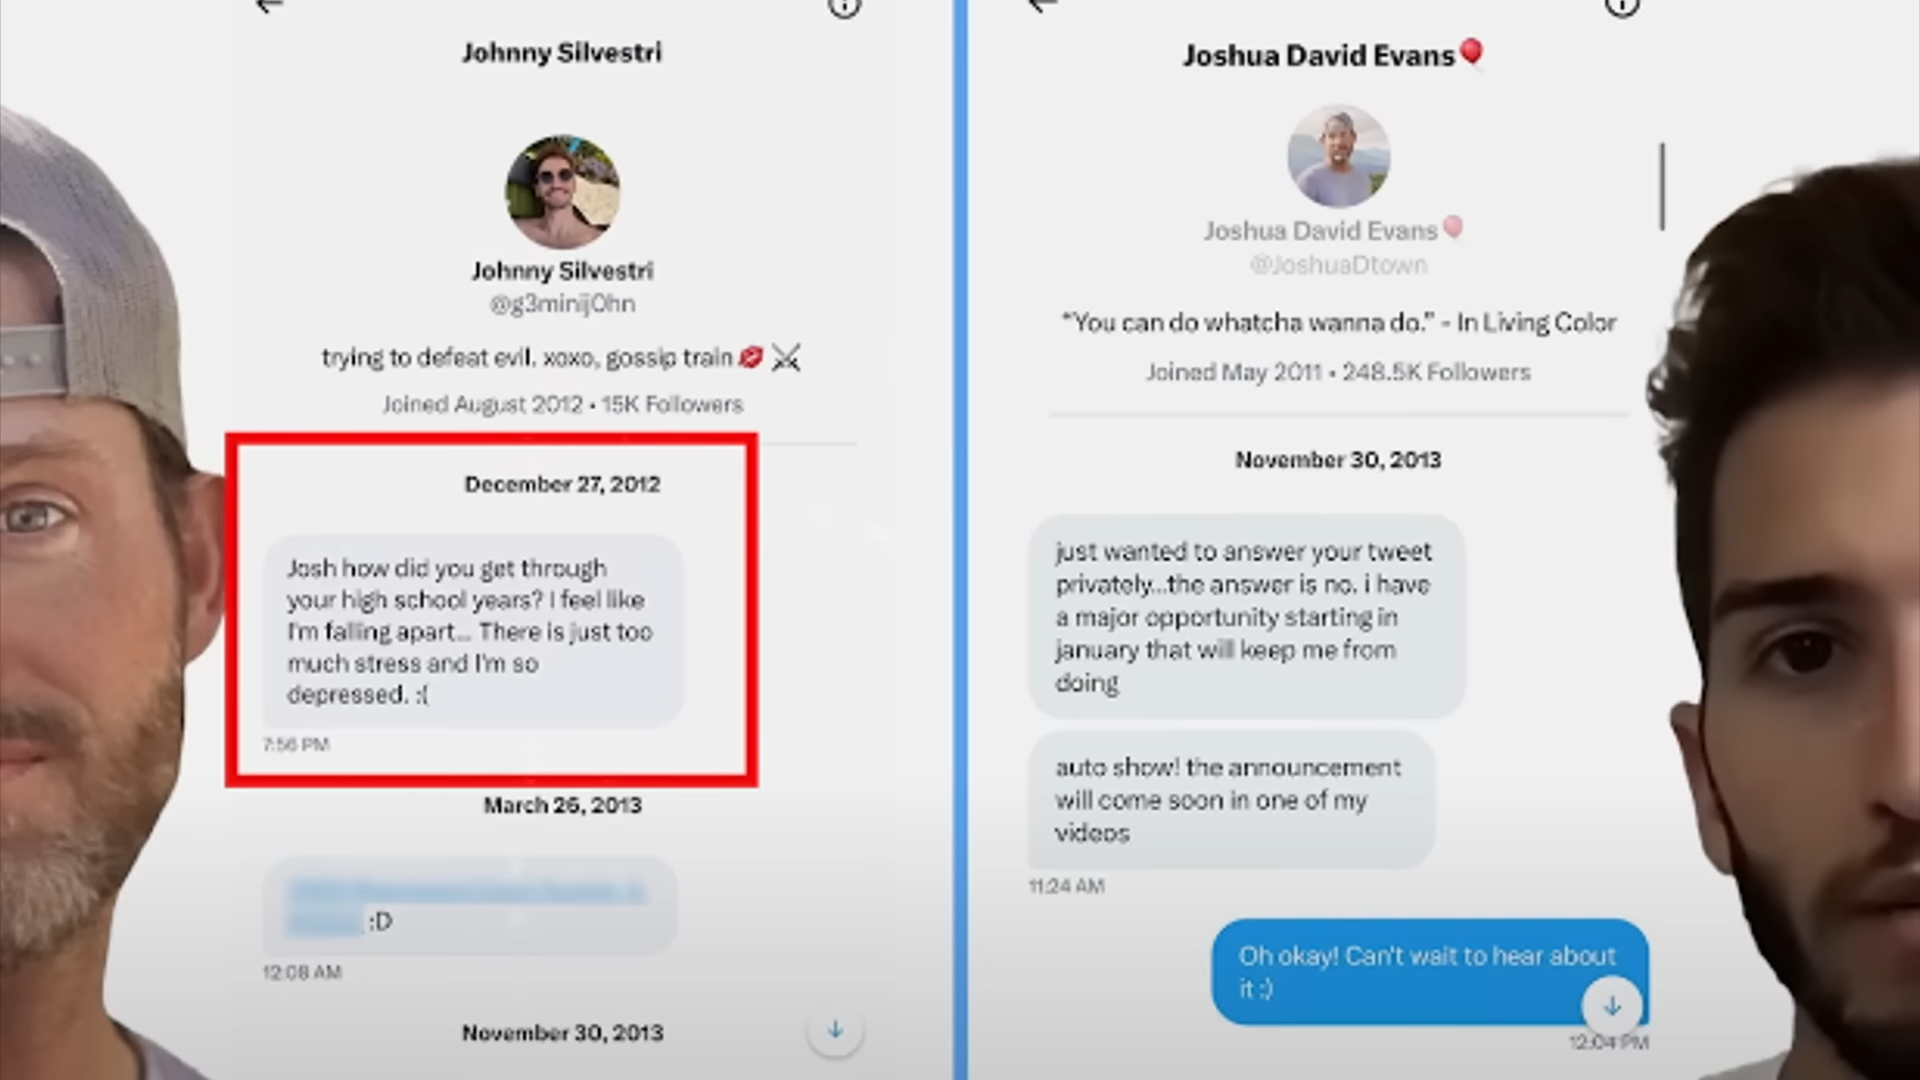 Johnny Silvestri
Johnny Silvestri
@g3minij0hn
trying to defeat evil. xoxo, gossip train💋⚔
Joined August 2012 • 15K Followers
December 27, 2012
Josh how did you get through
your high school years? I feel like
I'm falling apart... There is just too
much stress and I'm so
depressed. :(
7:56 PM
March 26, 2013
:D
12:08 AM
November 30, 2013
Joshua David Evans🎈
Joshua David Evans🎈
@JoshuaDtown
“You can do whatcha wanna do.” - In Living Color
Joined May 2011 • 248.5K Followers
November 30, 2013
just wanted to answer your tweet
privately...the answer is no. i have
a major opportunity starting in
january that will keep me from
doing
auto show! the announcement
will come soon in one of my
videos
11:24 AM
Oh okay! Can't wait to hear about
it :)
12:04 PM